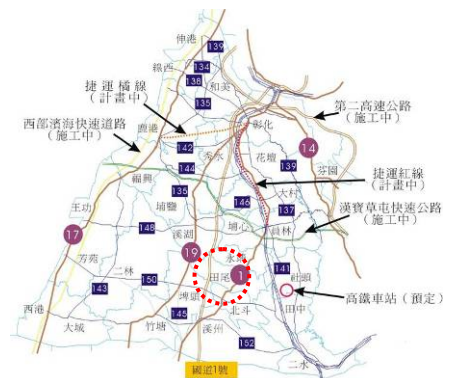 伸港
139
線西
134
138
和美
捷運橘線
(計畫中)
135
第二高速公路
(施工中)
西部濱海快速道路
(施工中)
鹿港
彰化
142
秀水
花壇
14
144
139
芬園
福興
135
捷運紅線
(計畫中)
埔鹽
146
大村
137
漢寶草屯快速公路
(施工中)
王功
17
148
溪湖
埔心
員林
19
永靖
芳苑
二林
150
田尾
1
141
社頭
143
埤頭
高鐵車站(預定)
西港
145
北斗
田中
大城
竹塘
溪州
152
二水
國道1號